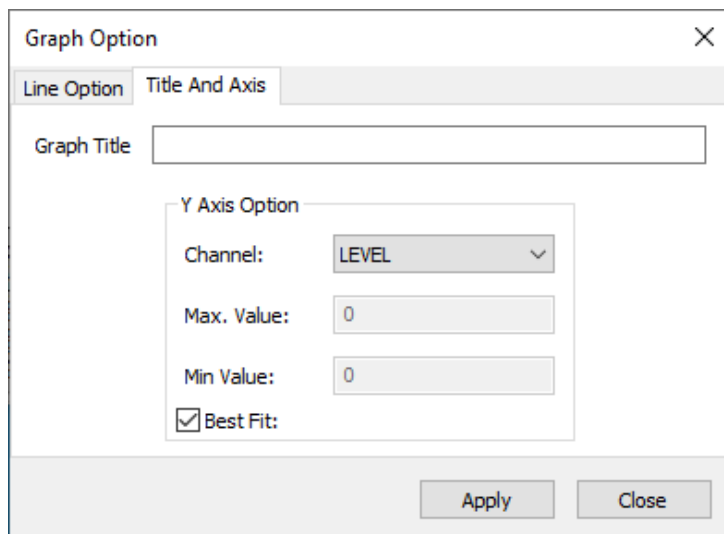 Graph Option
Line Option Title And Axis
Graph Title
Y Axis Option
Channel: LEVEL
Max. Value: 0
Min Value: 0
Best Fit:
Apply Close